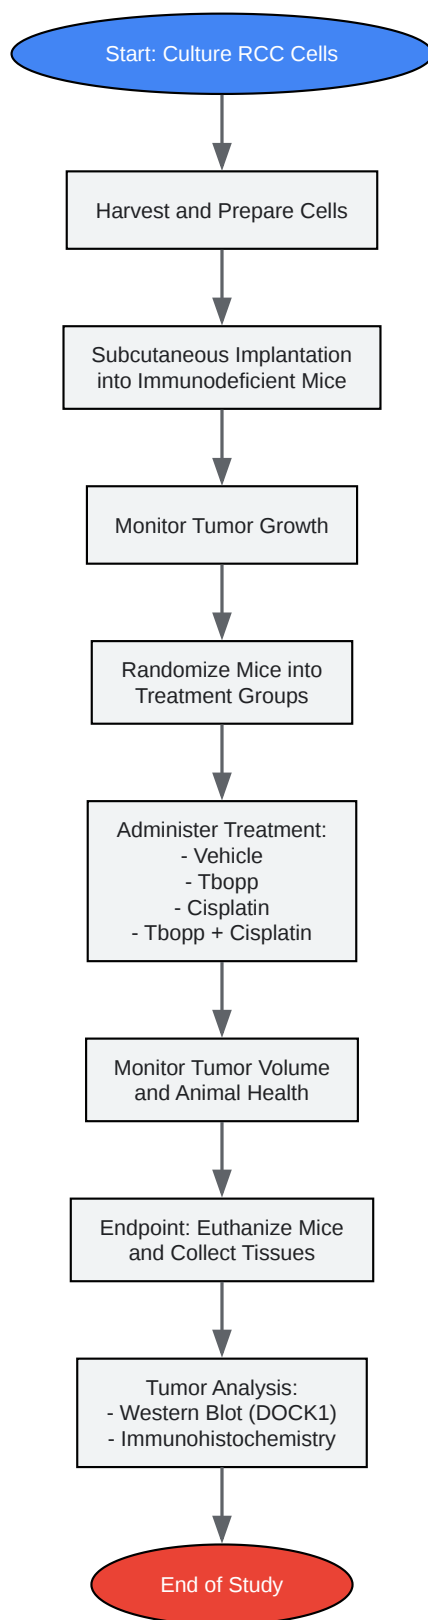 Start: Culture RCC Cells
Harvest and Prepare Cells
Subcutaneous Implantation
into Immunodeficient Mice
Monitor Tumor Growth
Randomize Mice into
Treatment Groups
Administer Treatment:
- Vehicle
- Tbopp
- Cisplatin
- Tbopp + Cisplatin
Monitor Tumor Volume
and Animal Health
Endpoint: Euthanize Mice
and Collect Tissues
Tumor Analysis:
- Western Blot (DOCK1)
- Immunohistochemistry
End of Study